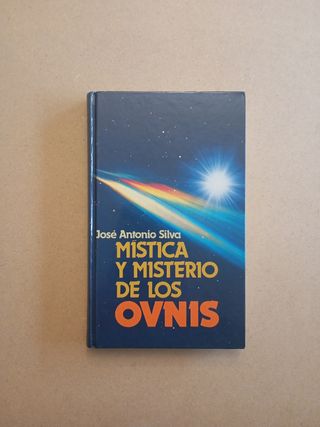 José Antonio Silva
MÍSTICA
Y MISTERIO
DE LOS
OVNIS